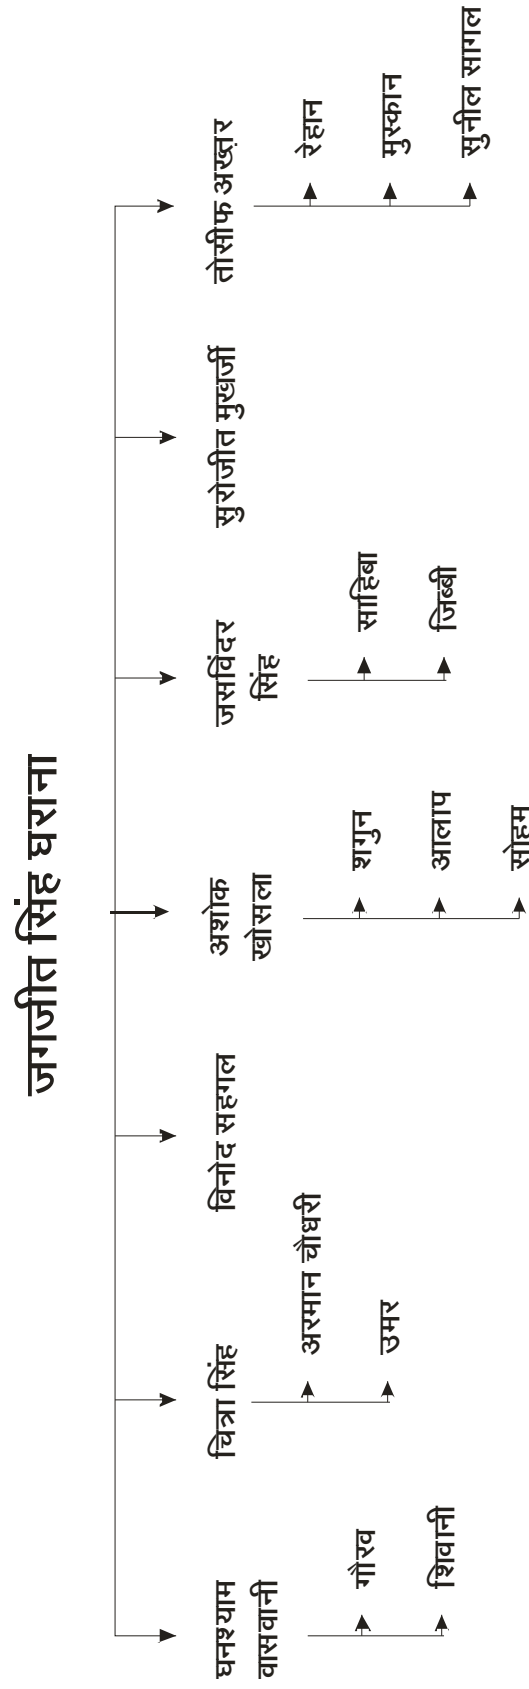 जगजीत सिंह घराना
घनश्याम
वासवानी
गौरव
शिवानी
चित्रा सिंह
अरमान चौधरी
उमर
विनोद सहगल
अशोक
खोसला
शगुन
आलाप
सोहम
जसविंदर
सिंह
साहिबा
जिब्बी
सुरोजीत मुखर्जी
तोसीफ अख़्तर
रेहान
मुस्कान
सुनील सागल